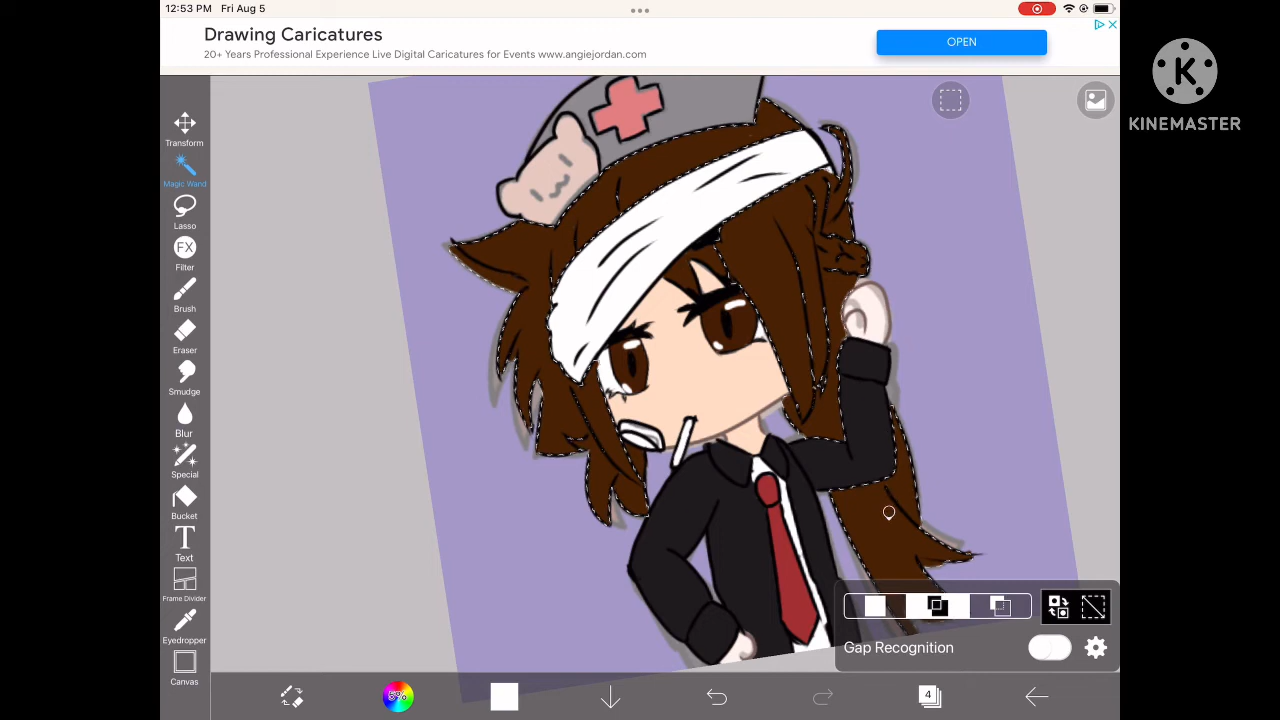 12:53 PM Fri Aug 5
Drawing Caricatures
20+ Years Professional Experience Live Digital Caricatures for Events www.angiejordan.com
OPEN
K
KINEMASTER
Transform
Magic Wand
Lasso
FX
Filter
Brush
Eraser
Smudge
Blur
Special
Bucket
T
Text
Frame Divider
Eyedropper
Canvas
Gap Recognition
4